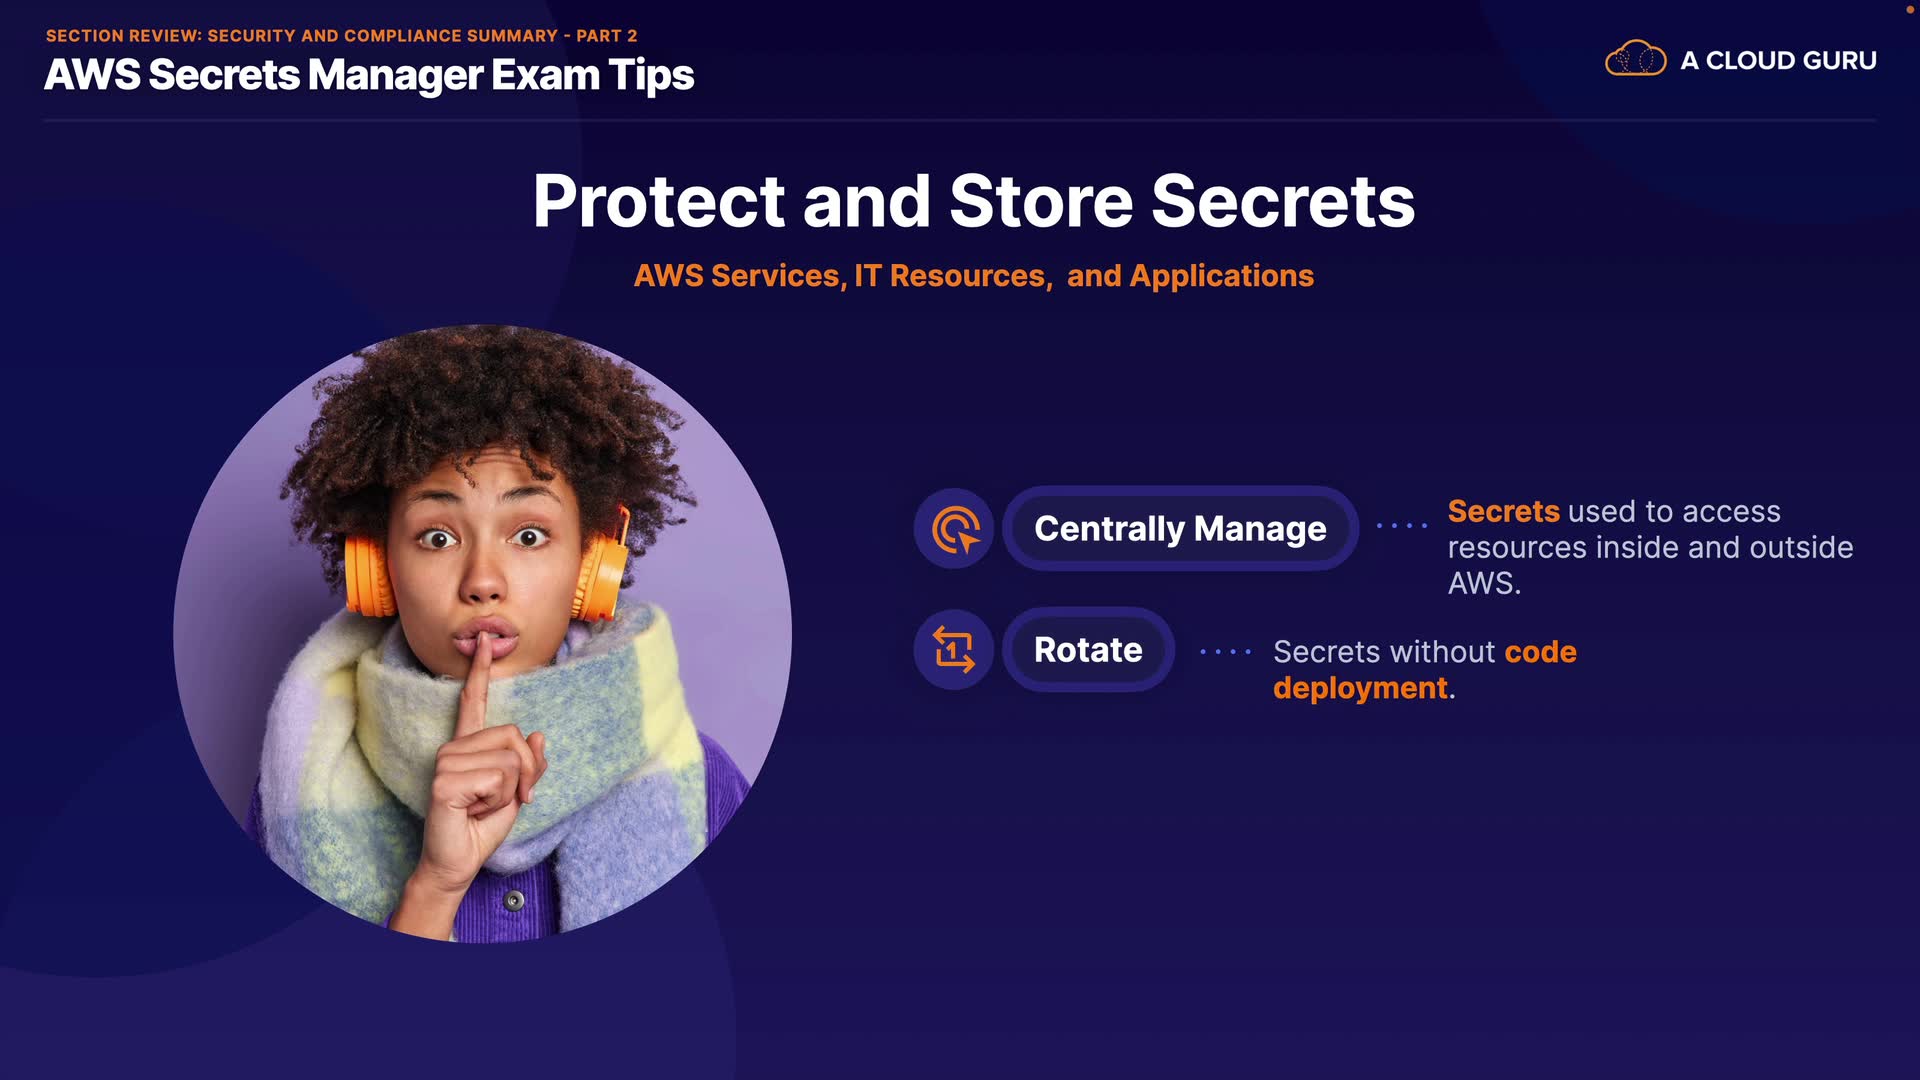 SECTION REVIEW: SECURITY AND COMPLIANCE SUMMARY - PART 2
AWS Secrets Manager Exam Tips
A CLOUD GURU
Protect and Store Secrets
AWS Services, IT Resources, and Applications
Centrally Manage
Secrets used to access
resources inside and outside
AWS.
1
Rotate
Secrets without code
deployment.